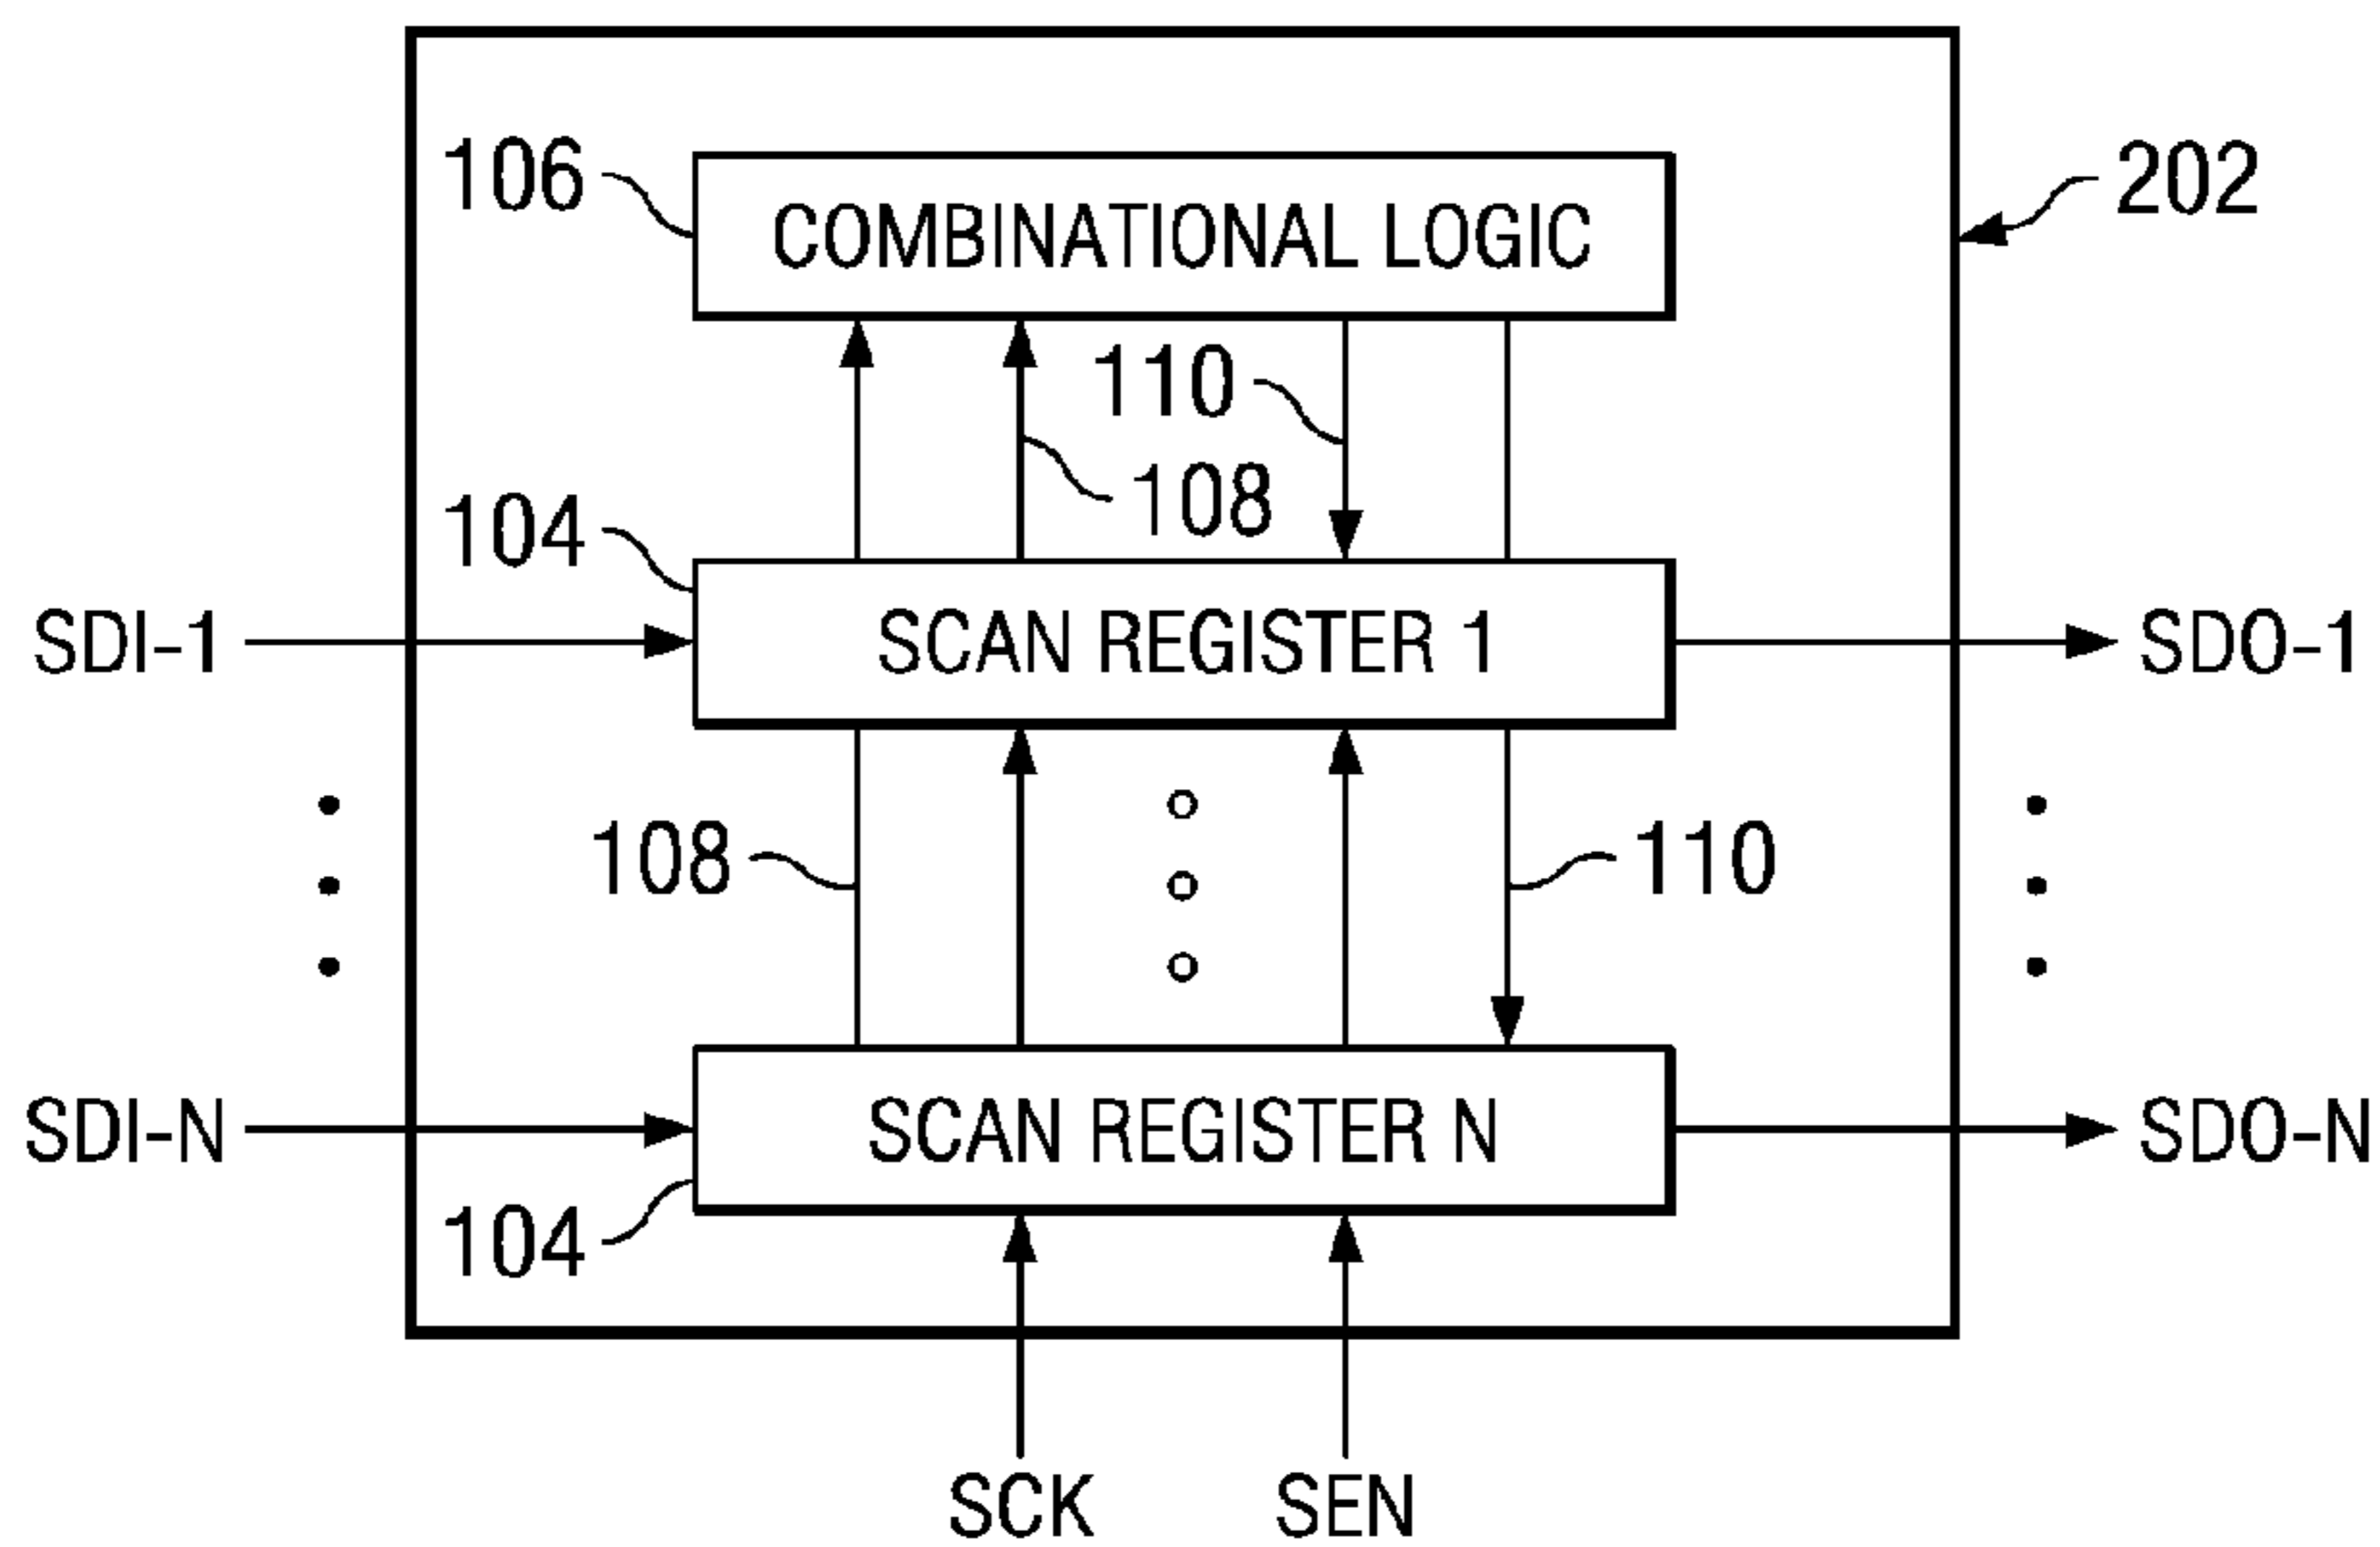 106
COMBINATIONAL LOGIC
202
110
108
104
SDI-1
SCAN REGISTER 1
SDO-1
108
110
SDI-N
SCAN REGISTER N
SDO-N
104
SCK
SEN